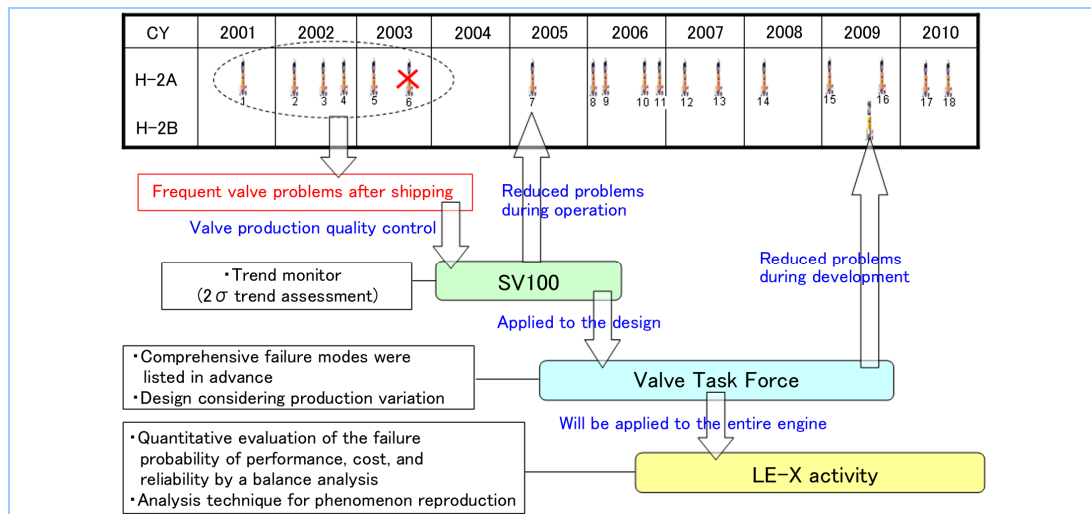 CY 2001 2002 2003 2004 2005 2006 2007 2008 2009 2010
H-2A
1 2 3 4 5 6 7 8 9 10 11 12 13 14 15 16 17 18
H-2B
Frequent valve problems after shipping
Reduced problems
during operation
Valve production quality control
Reduced problems
during development
・Trend monitor
(2σ trend assessment)
SV100
Applied to the design
・Comprehensive failure modes were
listed in advance
・Design considering production variation
Valve Task Force
Will be applied to the entire engine
・Quantitative evaluation of the failure
probability of performance, cost, and
reliability by a balance analysis
・Analysis technique for phenomenon reproduction
LE-X activity